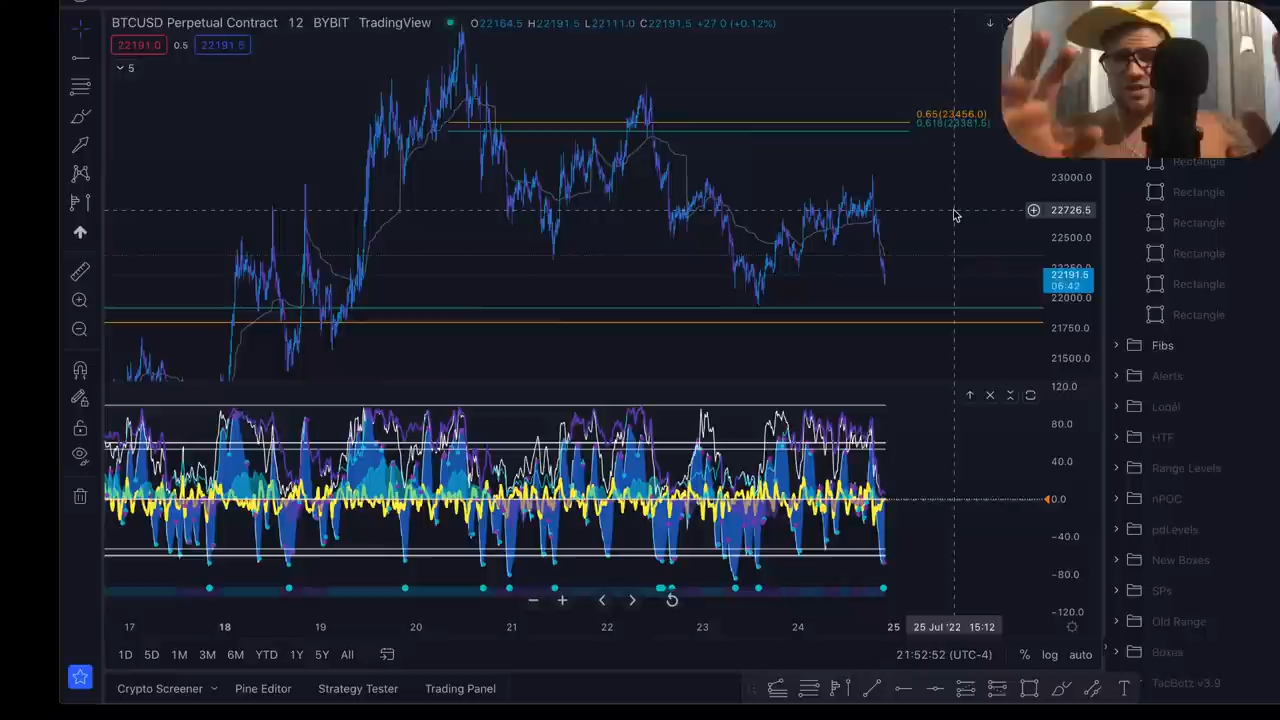 BTCUSD Perpetual Contract 12 BYBIT TradingView O22164.5 H22191.5 L22111.0 C22191.5 +27.0 (+0.12%)
22191.0 0.5 22191.5
5
0.65(23456.0)
0.618(23381.5)
23000.0
22726.5
22500.0
22191.5
06:42
22000.0
21750.0
21500.0
120.0
80.0
40.0
0.0
−40.0
−80.0
−120.0
17 18 19 20 21 22 23 24 25 25 Jul '22 15:12
1D 5D 1M 3M 6M YTD 1Y 5Y All 21:52:52 (UTC-4) % log auto
Crypto Screener Pine Editor Strategy Tester Trading Panel
Rectangle
Rectangle
Rectangle
Rectangle
Rectangle
Rectangle
Fibs
Alerts
Local
HTF
Range Levels
nPOC
pdLevels
New Boxes
SPs
Old Range
Boxes
TacBotz v3.9